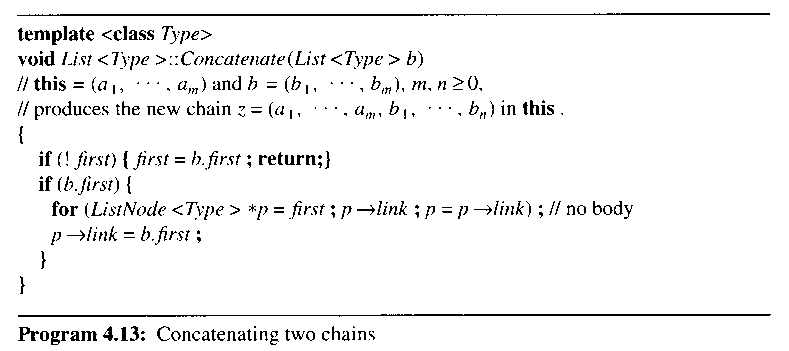 template <class Type>
void List <Type >::Concatenate(List <Type > b)
// this = (a₁, ···, aₘ) and b = (b₁, ···, bₘ), m, n ≥0,
// produces the new chain z = (a₁, ···, aₘ, b₁, ···, bₙ) in this .
{
if (! first) { first = b.first ; return;}
if (b.first) {
for (ListNode <Type > *p = first ; p →link ; p = p →link) ; // no body
p →link = b.first ;
}
}
Program 4.13: Concatenating two chains